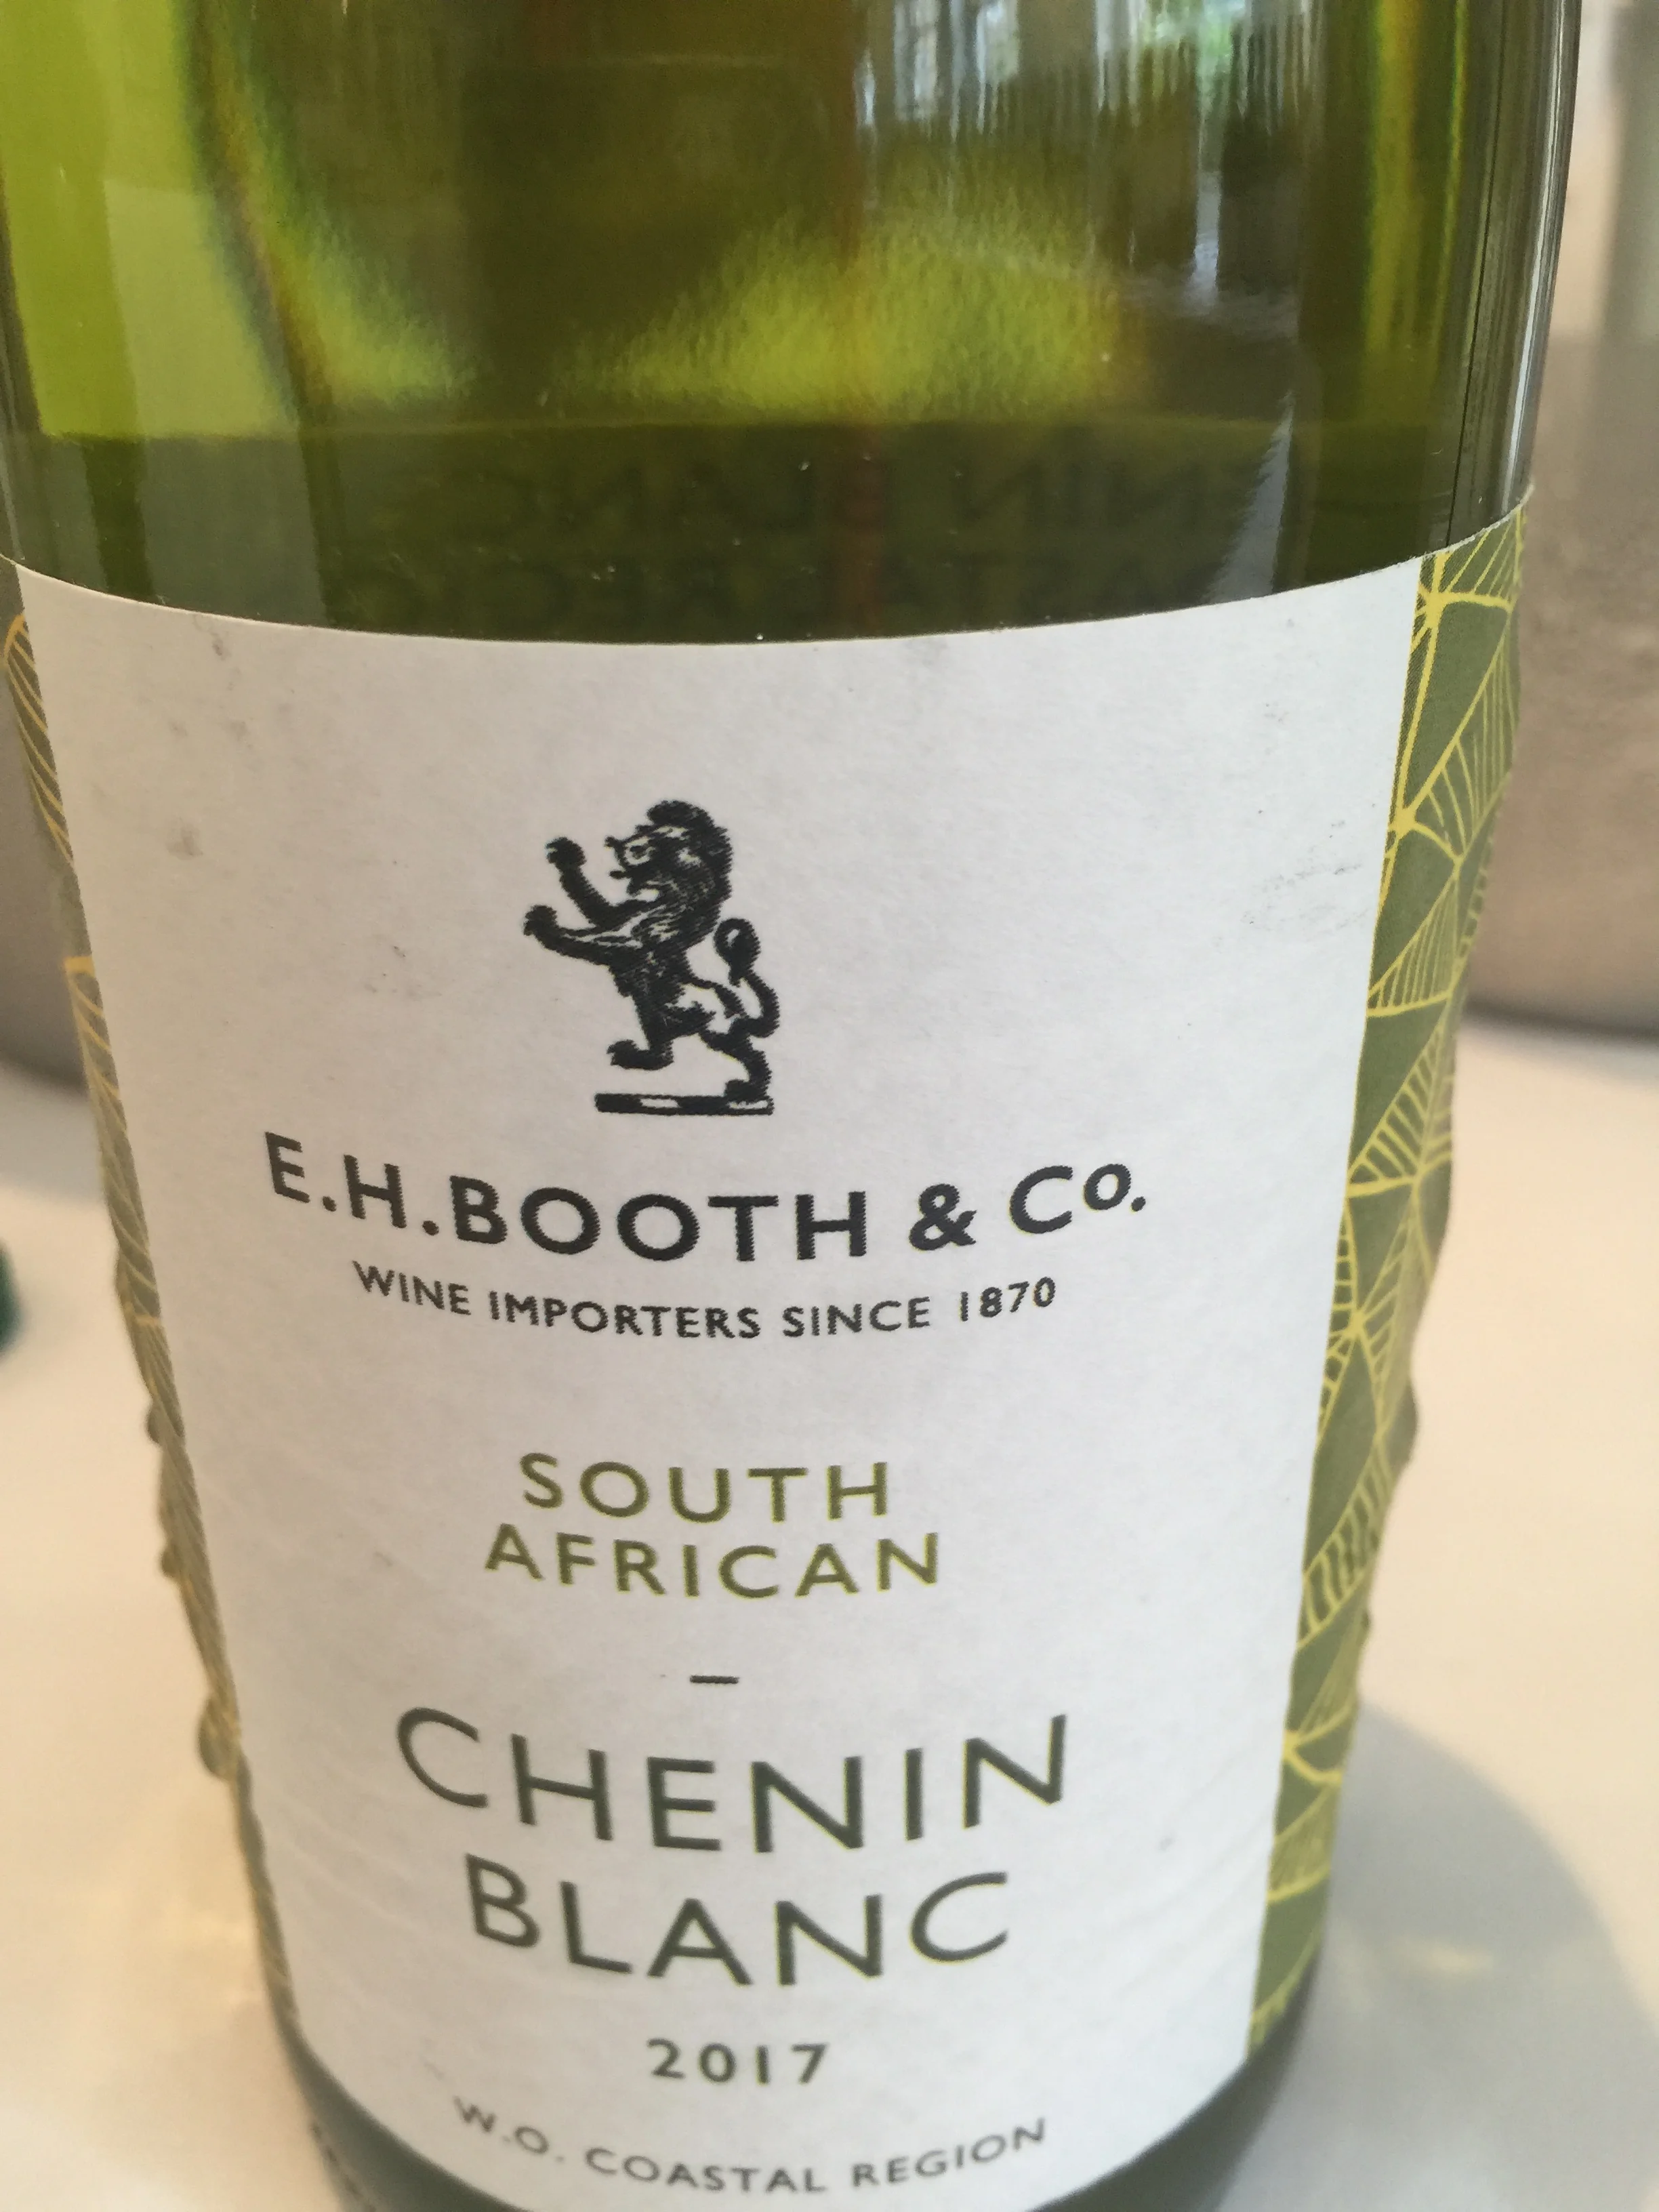 E.H.BOOTH & Co.
WINE IMPORTERS SINCE 1870
SOUTH
AFRICAN
–
CHENIN
BLANC
2017
W.O. COASTAL REGION